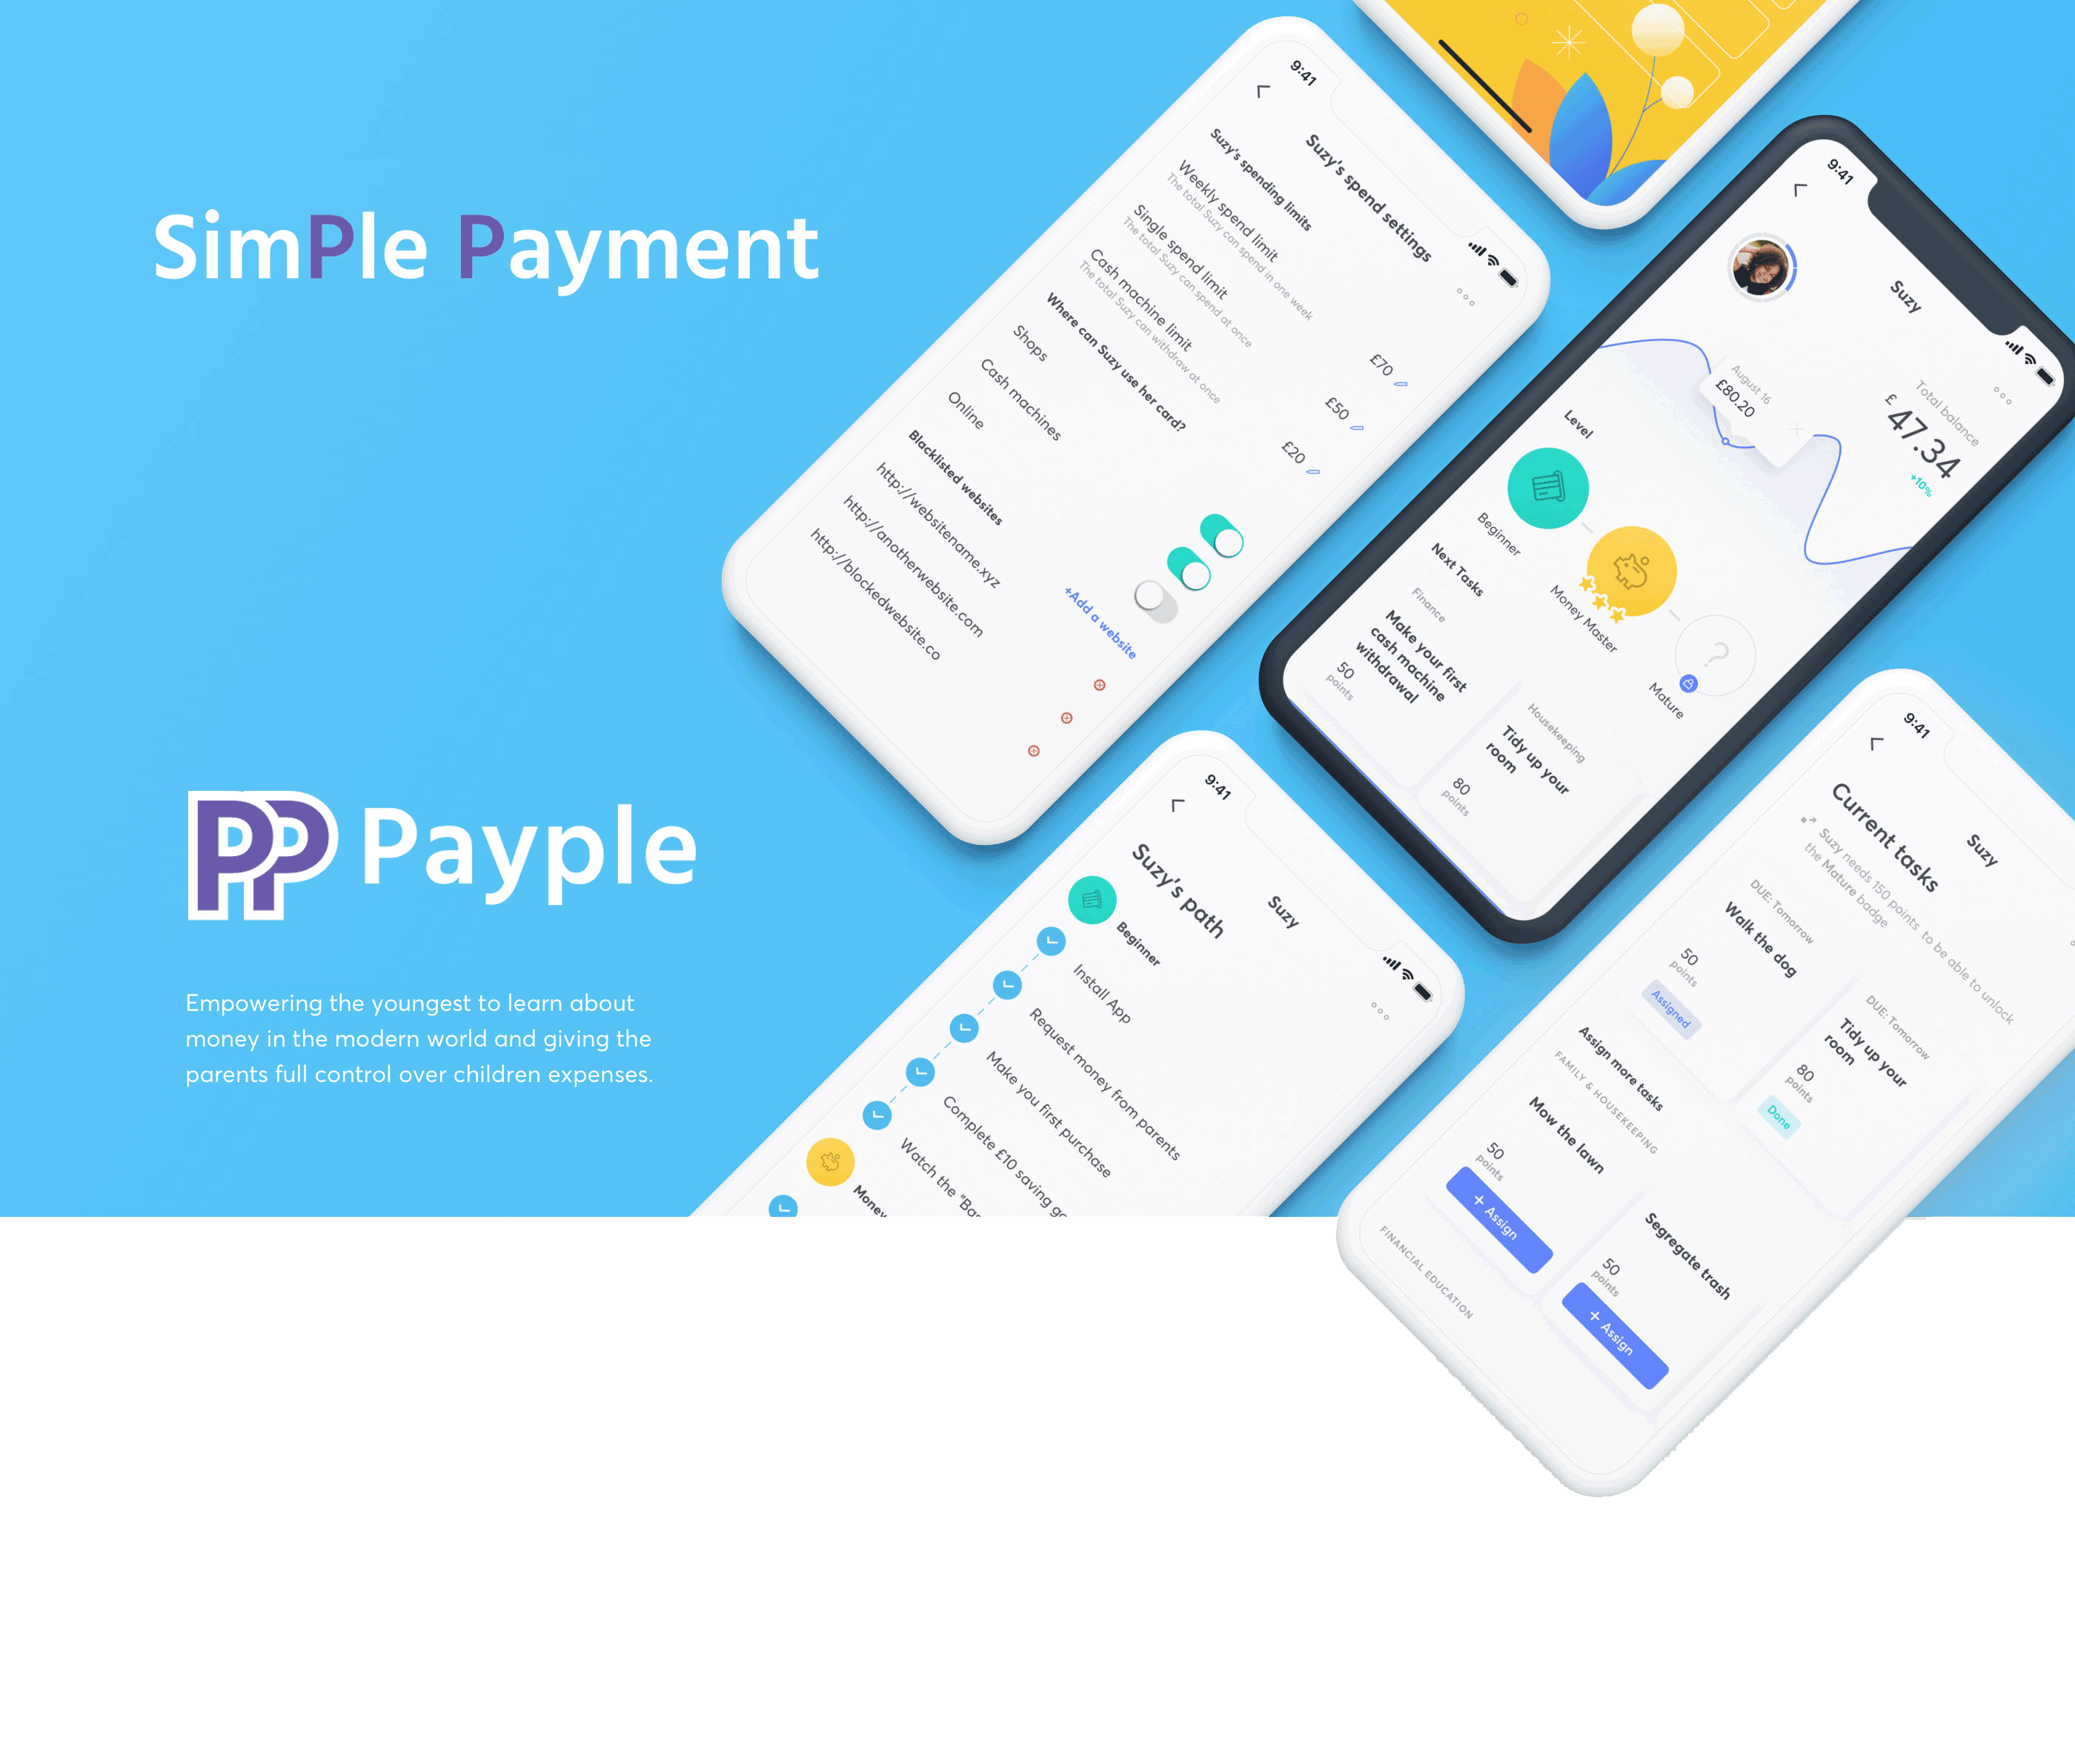 SimPle Payment
PP Payple
Empowering the youngest to learn about
money in the modern world and giving the
parents full control over children expenses.
9:41
Suzy's spend settings
Suzy's spending limits
Weekly spend limit
The total Suzy can spend in one week
£70
Single spend limit
The total Suzy can spend at once
£50
Cash machine limit
The total Suzy can withdraw at once
£20
Where can Suzy use her card?
Shops
Cash machines
Online
Blacklisted websites
+Add a website
http://websitename.xyz
http://anotherwebsite.com
http://blockedwebsite.co
9:41
Suzy
Total balance
£ 47.34
+10%
August 16
£80.20
Level
Beginner
Money Master
?
Mature
Next Tasks
Finance
Make your first
cash machine
withdrawal
50
points
Housekeeping
Tidy up your
room
80
points
9:41
Suzy
Suzy's path
Beginner
Install App
Request money from parents
Make you first purchase
Complete £10 saving go
Watch the "Bas
Money
9:41
Suzy
Current tasks
Suzy needs 150 points to be able to unlock
the Mature badge
DUE: Tomorrow
Walk the dog
50
points
Assigned
DUE: Tomorrow
Tidy up your
room
80
points
Done
Assign more tasks
FAMILY & HOUSEKEEPING
Mow the lawn
50
points
+ Assign
Segregate trash
50
points
+ Assign
FINANCIAL EDUCATION